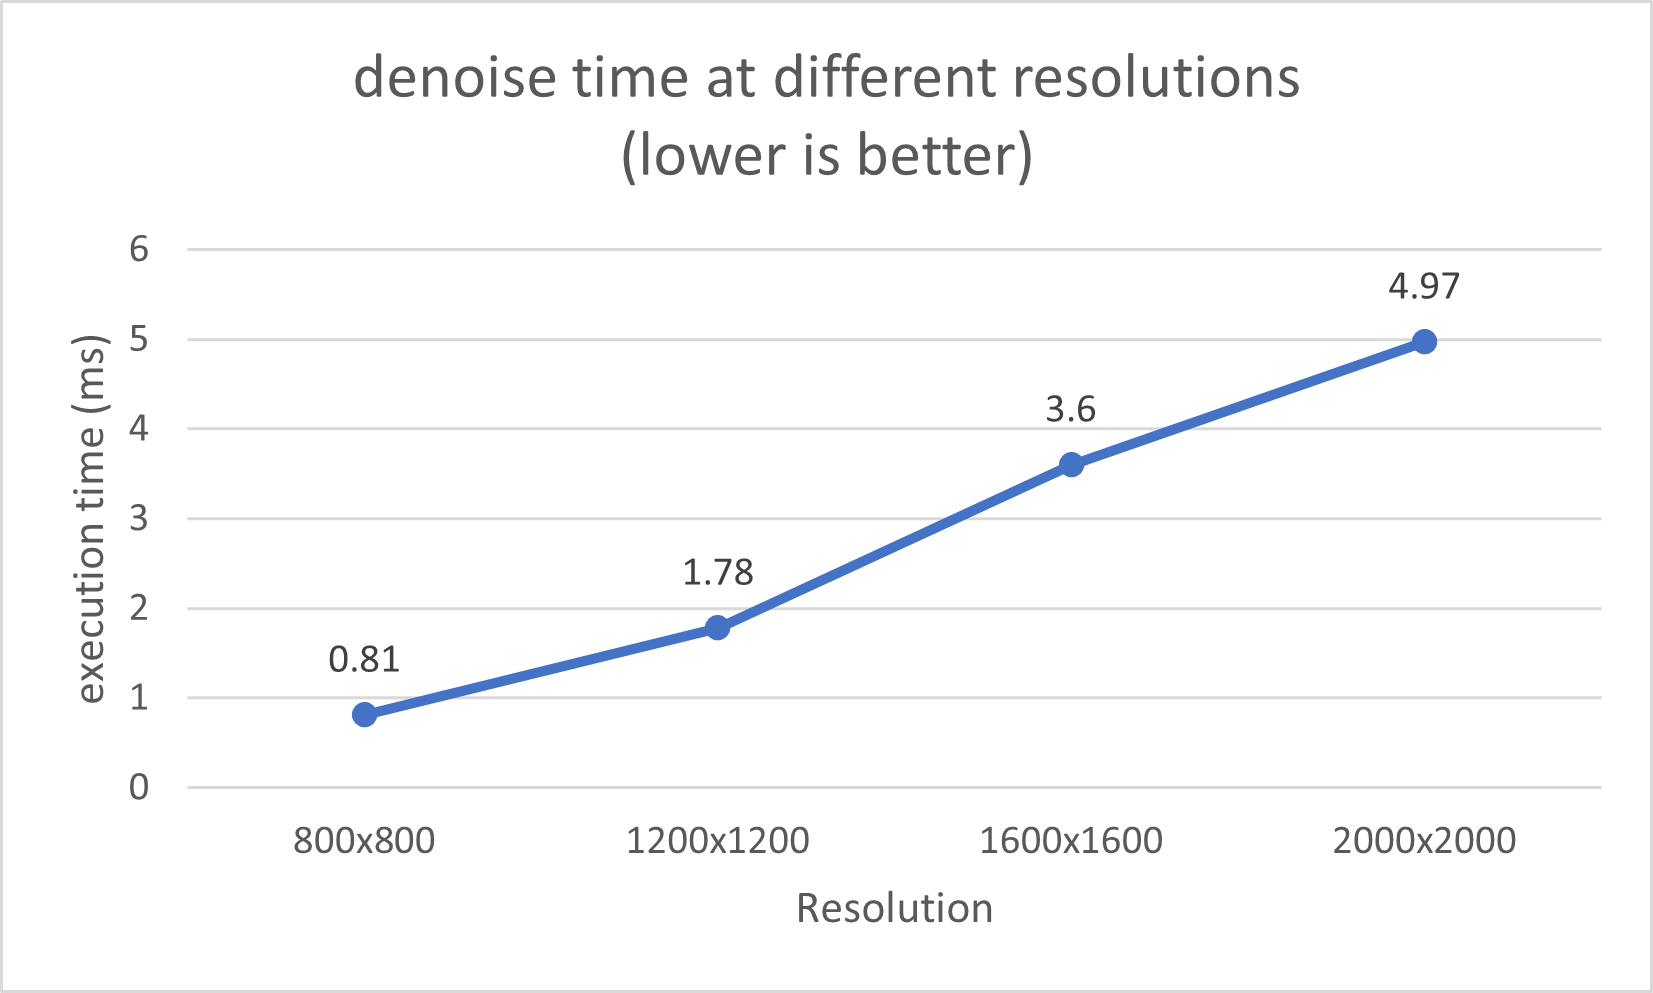 denoise time at different resolutions
(lower is better)
6
5
4
3
2
1
0
execution time (ms)
0.81
1.78
3.6
4.97
800x800
1200x1200
1600x1600
2000x2000
Resolution